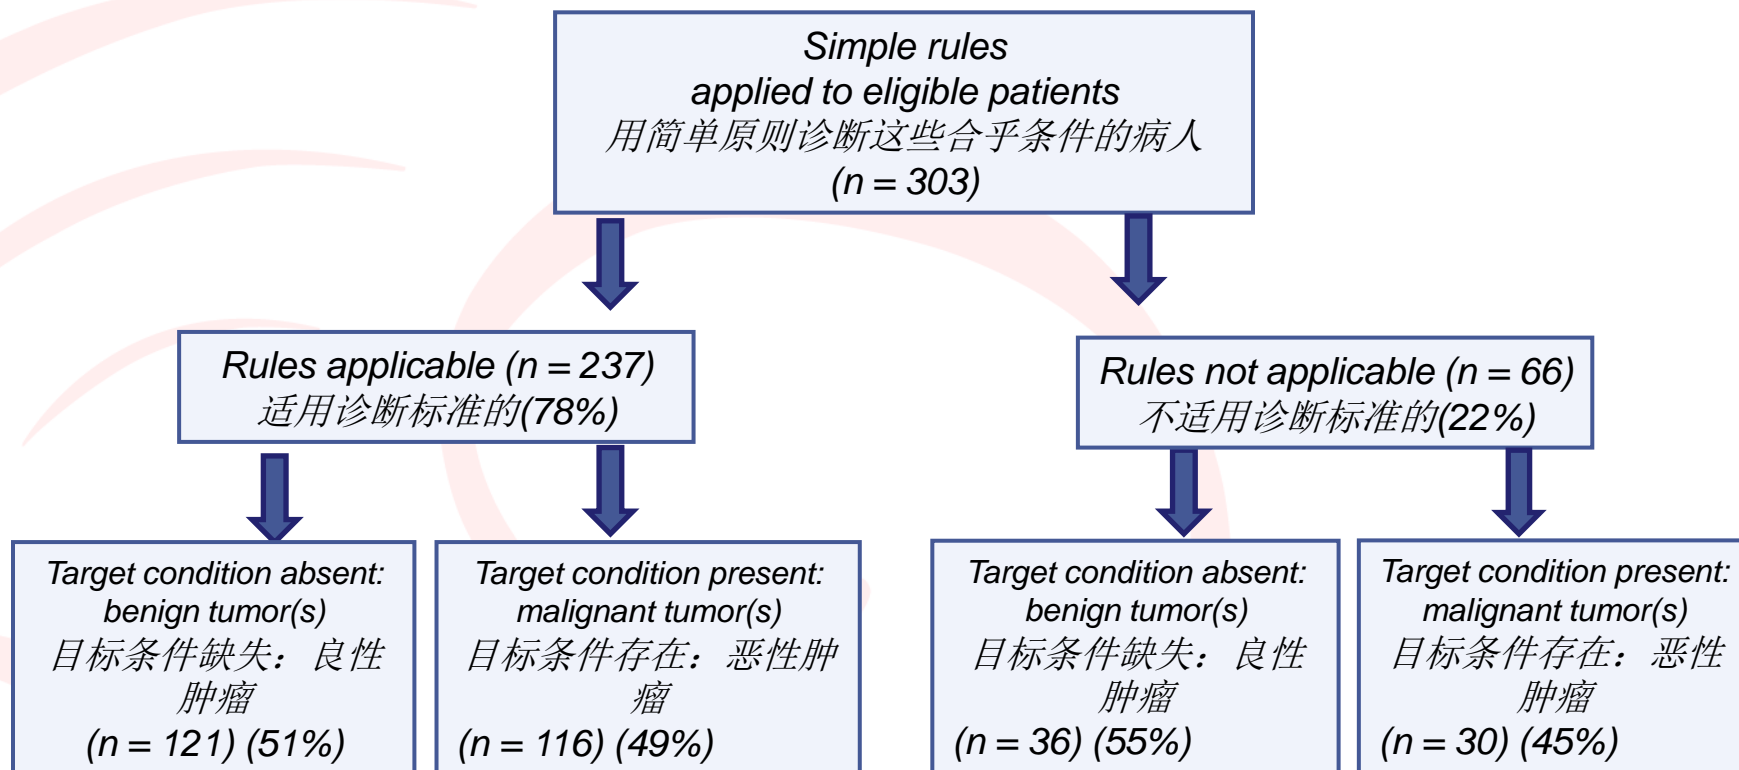 Simple rules
applied to eligible patients
用简单原则诊断这些合乎条件的病人
(n = 303)
Rules applicable (n = 237)
适用诊断标准的(78%)
Rules not applicable (n = 66)
不适用诊断标准的(22%)
Target condition absent:
benign tumor(s)
目标条件缺失：良性
肿瘤
(n = 121) (51%)
Target condition present:
malignant tumor(s)
目标条件存在：恶性肿
瘤
(n = 116) (49%)
Target condition absent:
benign tumor(s)
目标条件缺失：良性
肿瘤
(n = 36) (55%)
Target condition present:
malignant tumor(s)
目标条件存在：恶性
肿瘤
(n = 30) (45%)